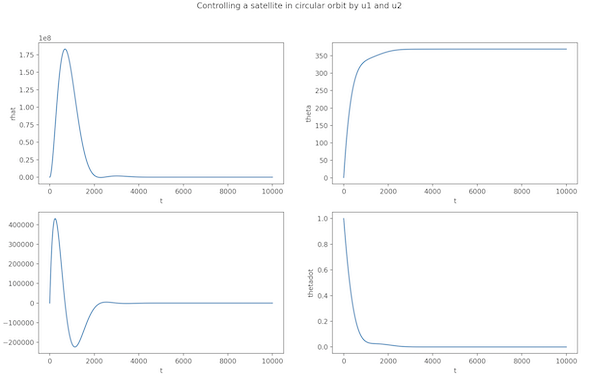 Controlling a satellite in circular orbit by u1 and u2
1e8
1.75
1.50
1.25
1.00
0.75
0.50
0.25
0.00
rhat
0 2000 4000 6000 8000 10000
t
350
300
250
200
150
100
50
0
theta
0 2000 4000 6000 8000 10000
t
400000
300000
200000
100000
0
−100000
−200000
0 2000 4000 6000 8000 10000
t
1.0
0.8
0.6
0.4
0.2
0.0
thetadot
0 2000 4000 6000 8000 10000
t